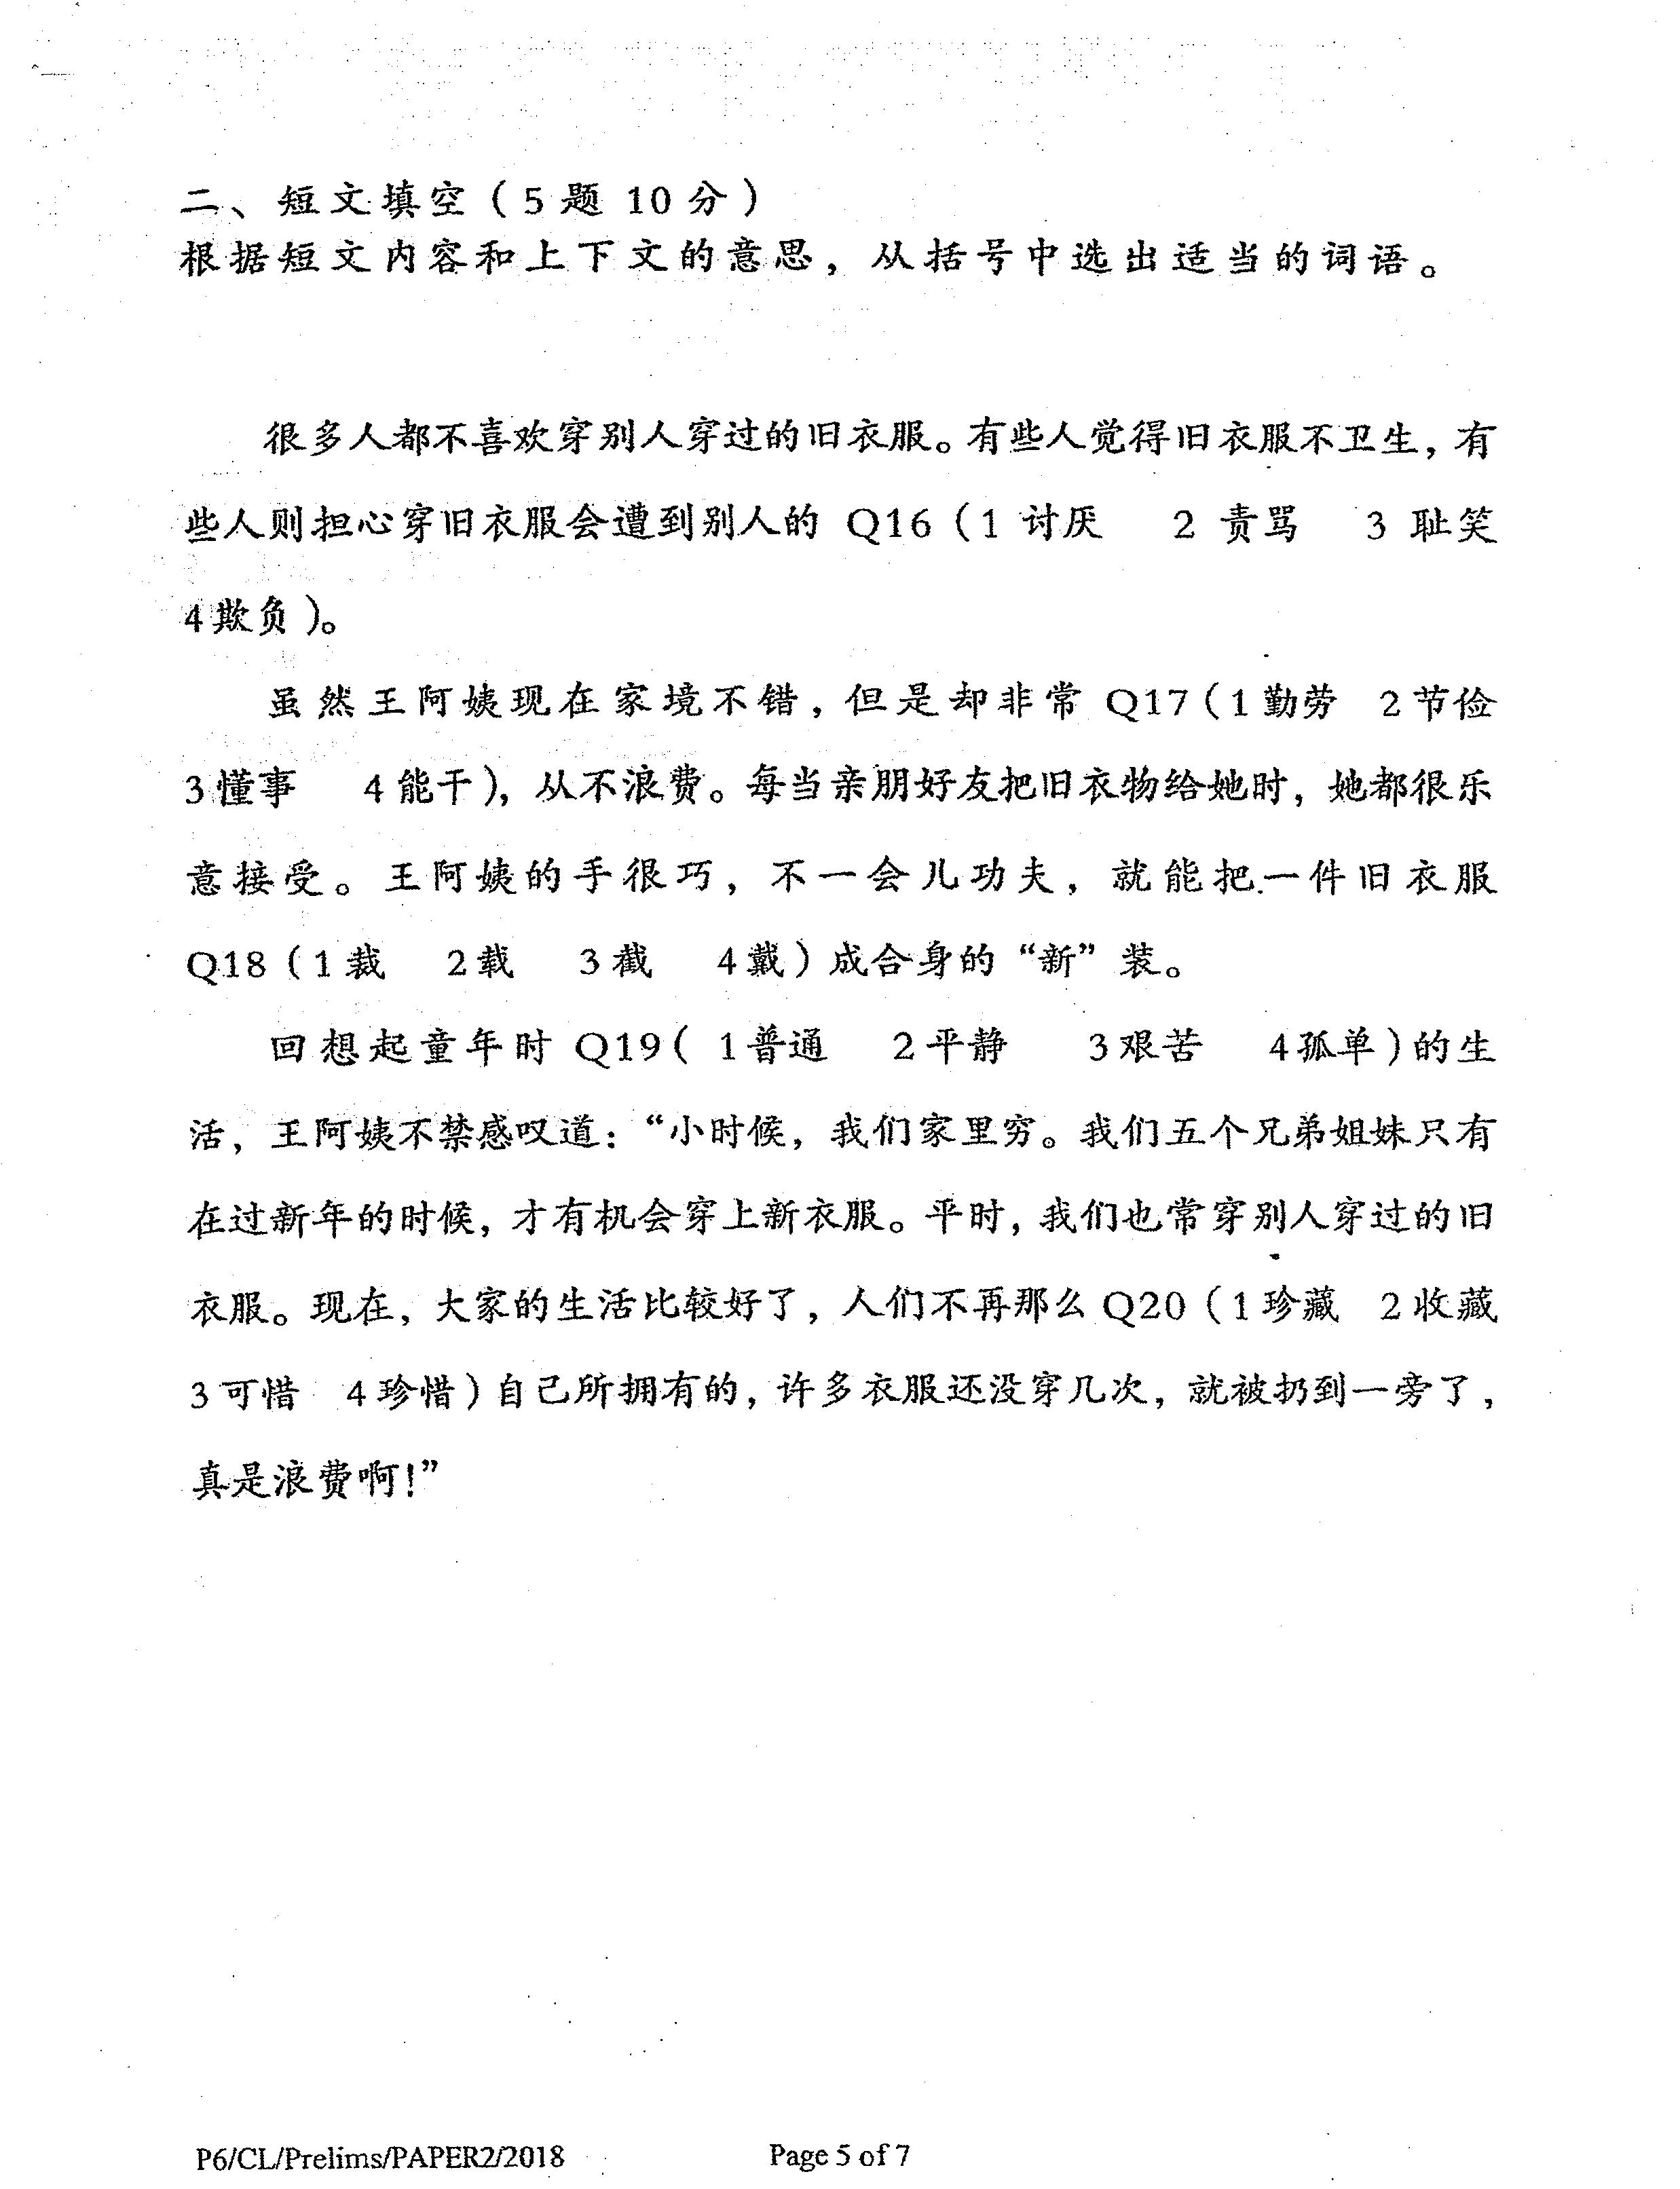 二、短文填空（5题 10分）
根据短文内容和上下文的意思，从括号中选出适当的词语。
很多人都不喜欢穿别人穿过的旧衣服。有些人觉得旧衣服不卫生，有
些人则担心穿旧衣服会遭到别人的 Q16（1 讨厌 2 责骂 3 耻笑
4欺负）。
虽然王阿姨现在家境不错，但是却非常 Q17（1勤劳 2节俭
3懂事 4能干），从不浪费。每当亲朋好友把旧衣物给她时，她都很乐
意接受。王阿姨的手很巧，不一会儿功夫，就能把一件旧衣服
Q18（1裁 2载 3截 4戴）成合身的“新”装。
回想起童年时 Q19（ 1普通 2平静 3艰苦 4孤单）的生
活，王阿姨不禁感叹道：“小时候，我们家里穷。我们五个兄弟姐妹只有
在过新年的时候，才有机会穿上新衣服。平时，我们也常穿别人穿过的旧
衣服。现在，大家的生活比较好了，人们不再那么 Q20（1珍藏 2收藏
3可惜 4珍惜）自己所拥有的，许多衣服还没穿几次，就被扔到一旁了，
真是浪费啊！”
P6/CL/Prelims/PAPER2/2018 Page 5 of 7